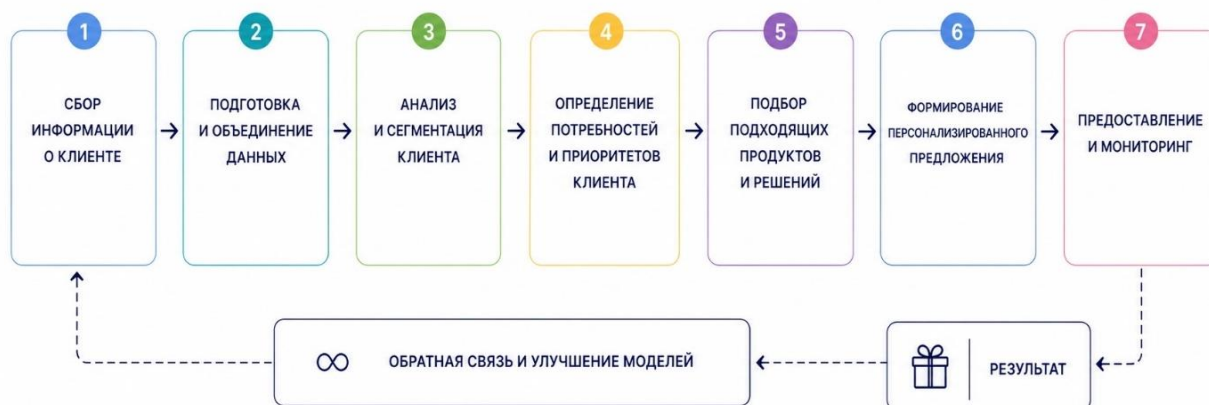 1
СБОР
ИНФОРМАЦИИ
О КЛИЕНТЕ
2
ПОДГОТОВКА
И ОБЪЕДИНЕНИЕ
ДАННЫХ
3
АНАЛИЗ
И СЕГМЕНТАЦИЯ
КЛИЕНТА
4
ОПРЕДЕЛЕНИЕ
ПОТРЕБНОСТЕЙ
И ПРИОРИТЕТОВ
КЛИЕНТА
5
ПОДБОР
ПОДХОДЯЩИХ
ПРОДУКТОВ
И РЕШЕНИЙ
6
ФОРМИРОВАНИЕ
ПЕРСОНАЛИЗИРОВАННОГО
ПРЕДЛОЖЕНИЯ
7
ПРЕДОСТАВЛЕНИЕ
И МОНИТОРИНГ
ОБРАТНАЯ СВЯЗЬ И УЛУЧШЕНИЕ МОДЕЛЕЙ
РЕЗУЛЬТАТ